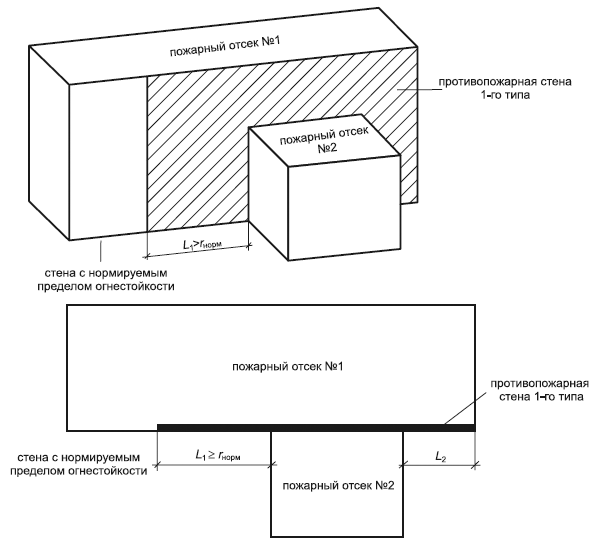 пожарный отсек №1
противопожарная стена
1-го типа
пожарный отсек
№2
L₁>rнорм
стена с нормируемым
пределом огнестойкости
пожарный отсек №1
противопожарная
стена 1-го типа
стена с нормируемым
пределом огнестойкости
L₁ ≥ rнорм
L₂
пожарный отсек №2